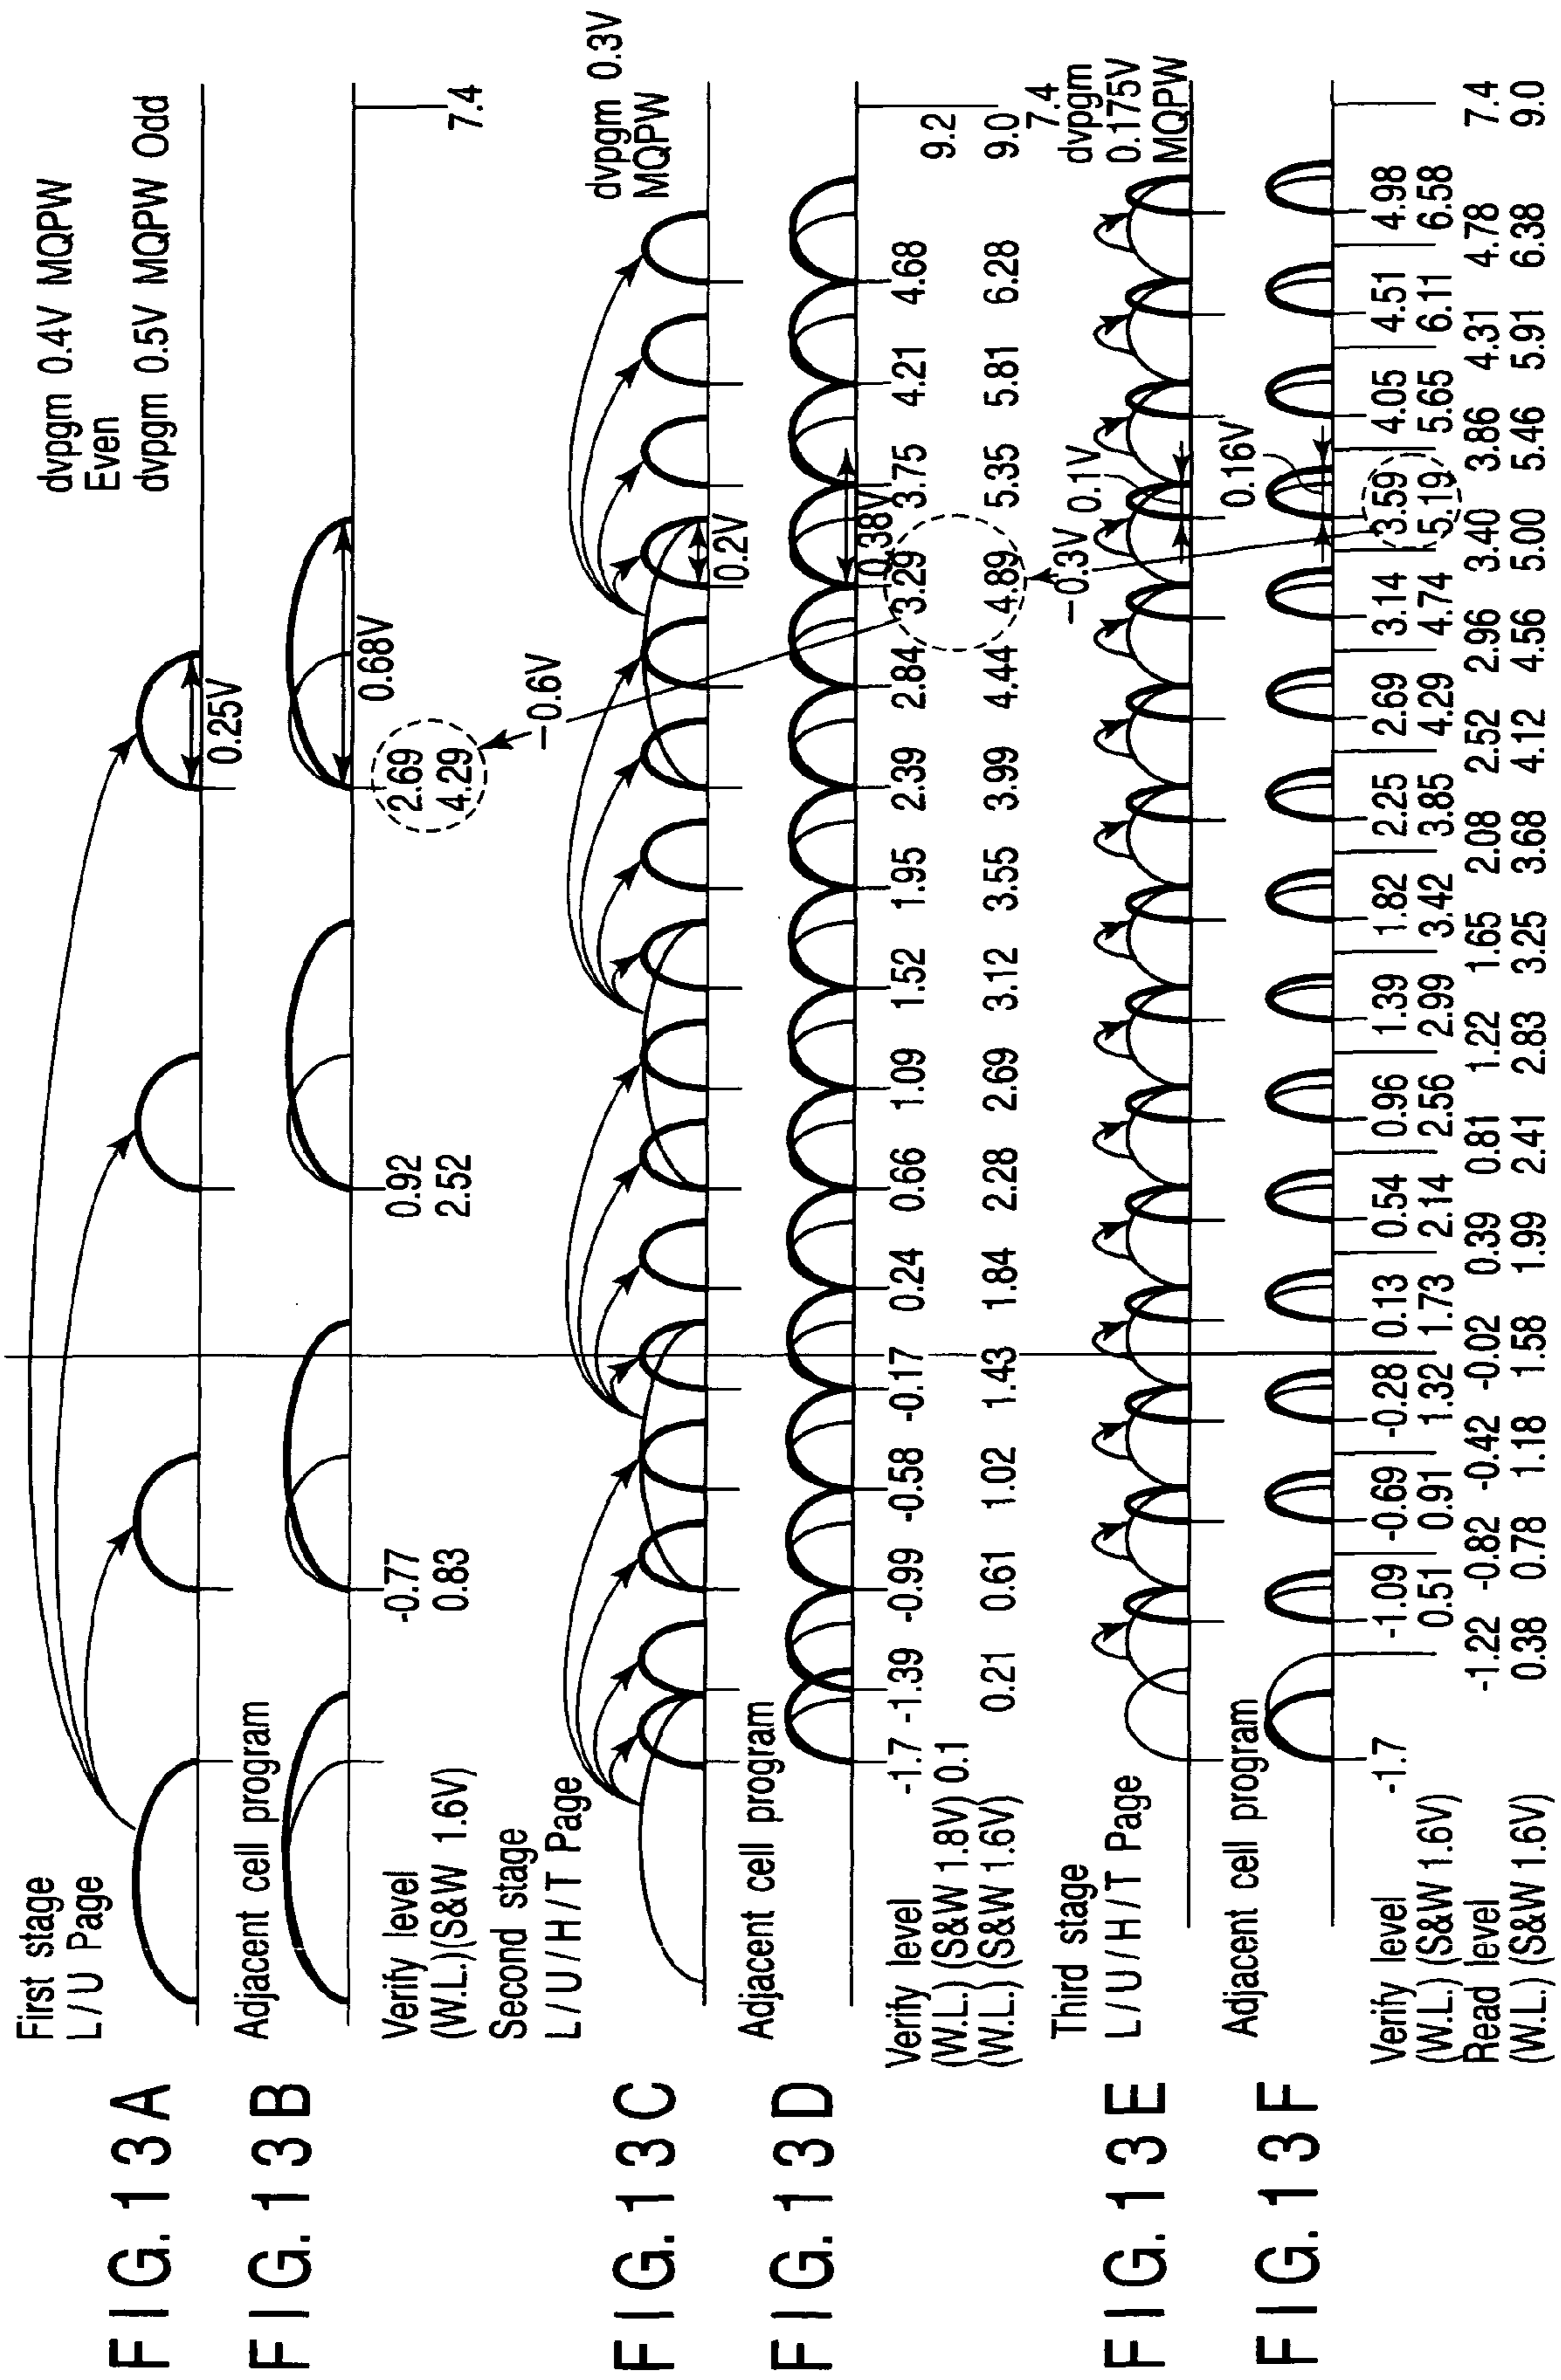 First stage
L/U Page
dvpgm 0.4V MQPW
Even
dvpgm 0.5V MQPW Odd
0.25V
FIG.13A
Adjacent cell program
0.68V
FIG.13B
Verify level
(W.L.)(S&W 1.6V)
-0.77 0.92 2.69 7.4
0.83 2.52 4.29
-0.6V
Second stage
L/U/H/T Page
dvpgm 0.3V
MQPW
0.2V
FIG.13C
Adjacent cell program
0.38V
FIG.13D
Verify level
-1.7 -1.39 -0.99 -0.58 -0.17 0.24 0.66 1.09 1.52 1.95 2.39 2.84 3.29 3.75 4.21 4.68
(W.L.) (S&W 1.8V) 0.1 9.2
(W.L.) (S&W 1.6V) 0.21 0.61 1.02 1.43 1.84 2.28 2.69 3.12 3.55 3.99 4.44 4.89 5.35 5.81 6.28 9.0
-0.3V
7.4
Third stage
L/U/H/T Page
dvpgm
0.175V
MQPW
0.1V
FIG.13E
Adjacent cell program
0.16V
FIG.13F
Verify level
-1.7 -1.09 -0.69 -0.28 0.13 0.54 0.96 1.39 1.82 2.25 2.69 3.14 3.59 4.05 4.51 4.98
(W.L.) (S&W 1.6V) 0.51 0.91 1.32 1.73 2.14 2.56 2.99 3.42 3.85 4.29 4.74 5.19 5.65 6.11 6.58
Read level -1.22 -0.82 -0.42 -0.02 0.39 0.81 1.22 1.65 2.08 2.52 2.96 3.40 3.86 4.31 4.78 7.4
(W.L.) (S&W 1.6V) 0.38 0.78 1.18 1.58 1.99 2.41 2.83 3.25 3.68 4.12 4.56 5.00 5.46 5.91 6.38 9.0